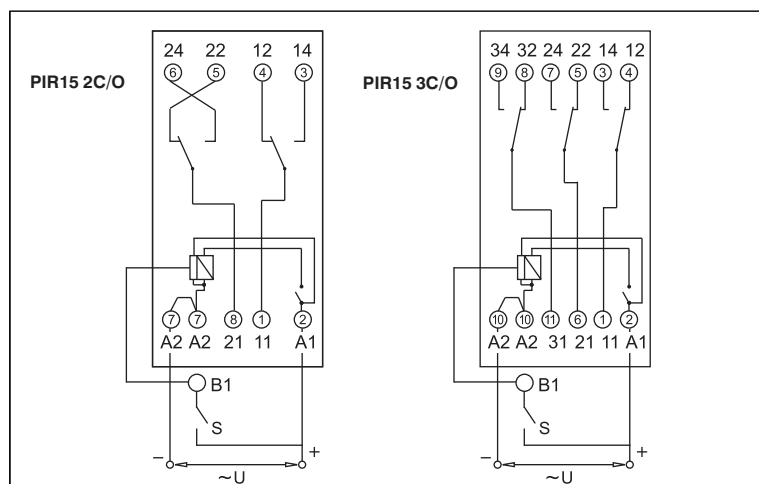 24 22 12 14
6 5 4 3
PIR15 2C/O
7 7 8 1 2
A2 A2 21 11 A1
B1
S
– +
~U
34 32 24 22 14 12
9 8 7 5 3 4
PIR15 3C/O
10 10 11 6 1 2
A2 A2 31 21 11 A1
B1
S
– +
~U